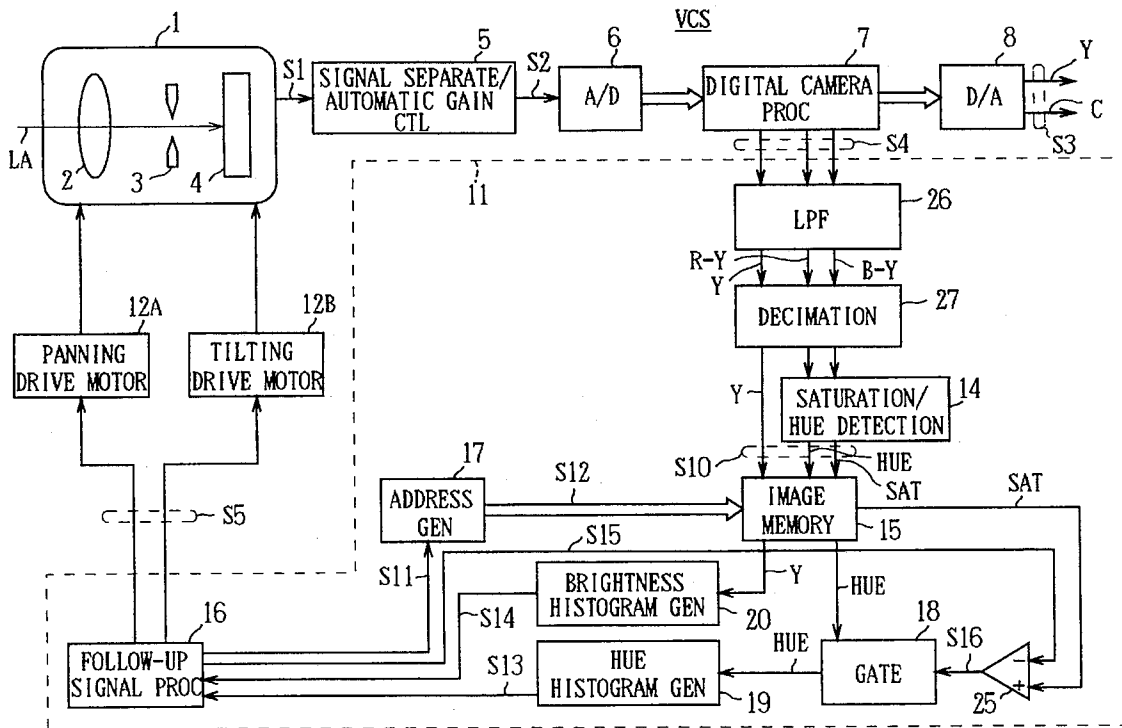 VCS
1
5
6
7
8
S1
SIGNAL SEPARATE/
AUTOMATIC GAIN
CTL
S2
A/D
DIGITAL CAMERA
PROC
D/A
Y
C
S3
LA
2
3
4
S4
11
LPF
26
R-Y
Y
B-Y
12A
12B
DECIMATION
27
PANNING
DRIVE MOTOR
TILTING
DRIVE MOTOR
Y
SATURATION/
HUE DETECTION
14
S10
HUE
SAT
17
S12
SAT
ADDRESS
GEN
IMAGE
MEMORY
15
S5
S15
S11
Y
HUE
BRIGHTNESS
HISTOGRAM GEN
20
S14
16
18
FOLLOW-UP
SIGNAL PROC
S13
HUE
HISTOGRAM GEN
19
HUE
GATE
S16
-
+
25